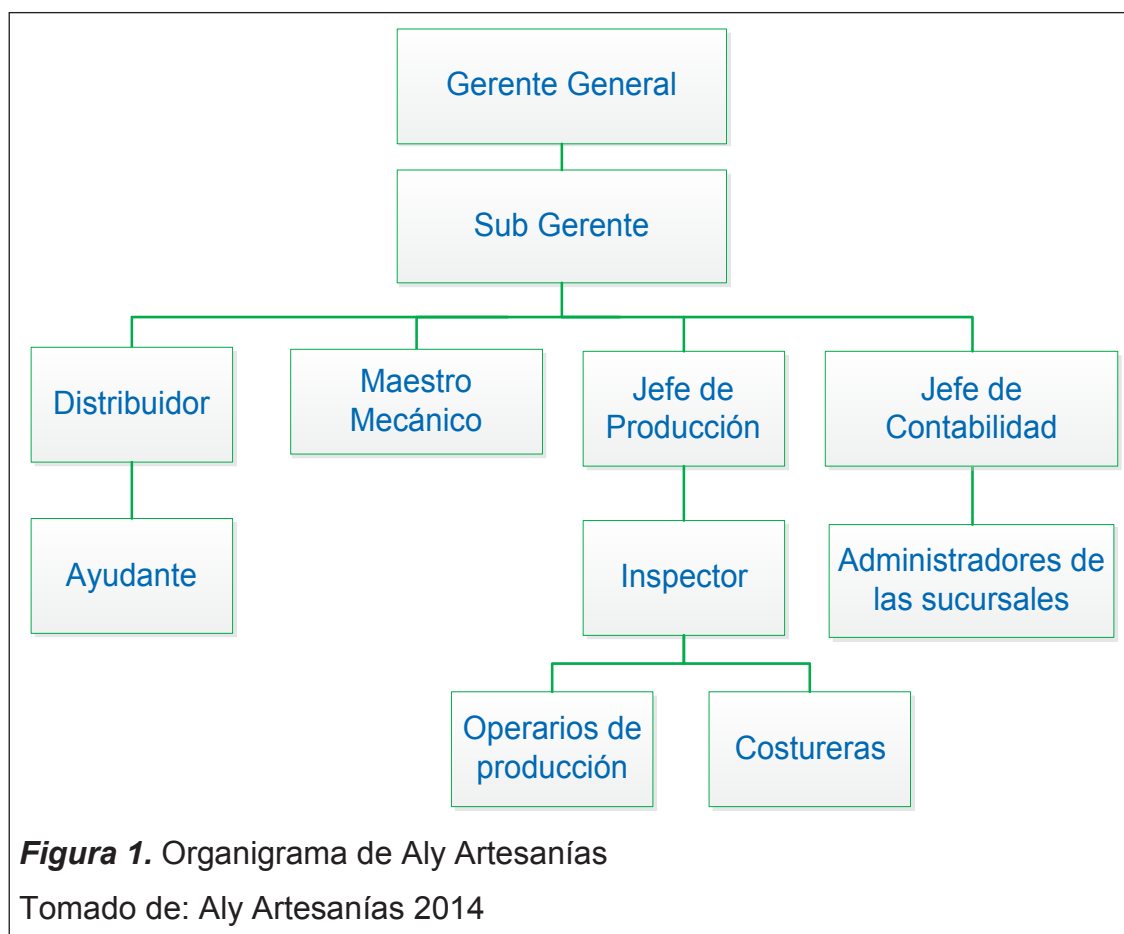 Gerente General
Sub Gerente
Distribuidor
Maestro
Mecánico
Jefe de
Producción
Jefe de
Contabilidad
Ayudante
Inspector
Administradores de
las sucursales
Operarios de
producción
Costureras
Figura 1. Organigrama de Aly Artesanías
Tomado de: Aly Artesanías 2014